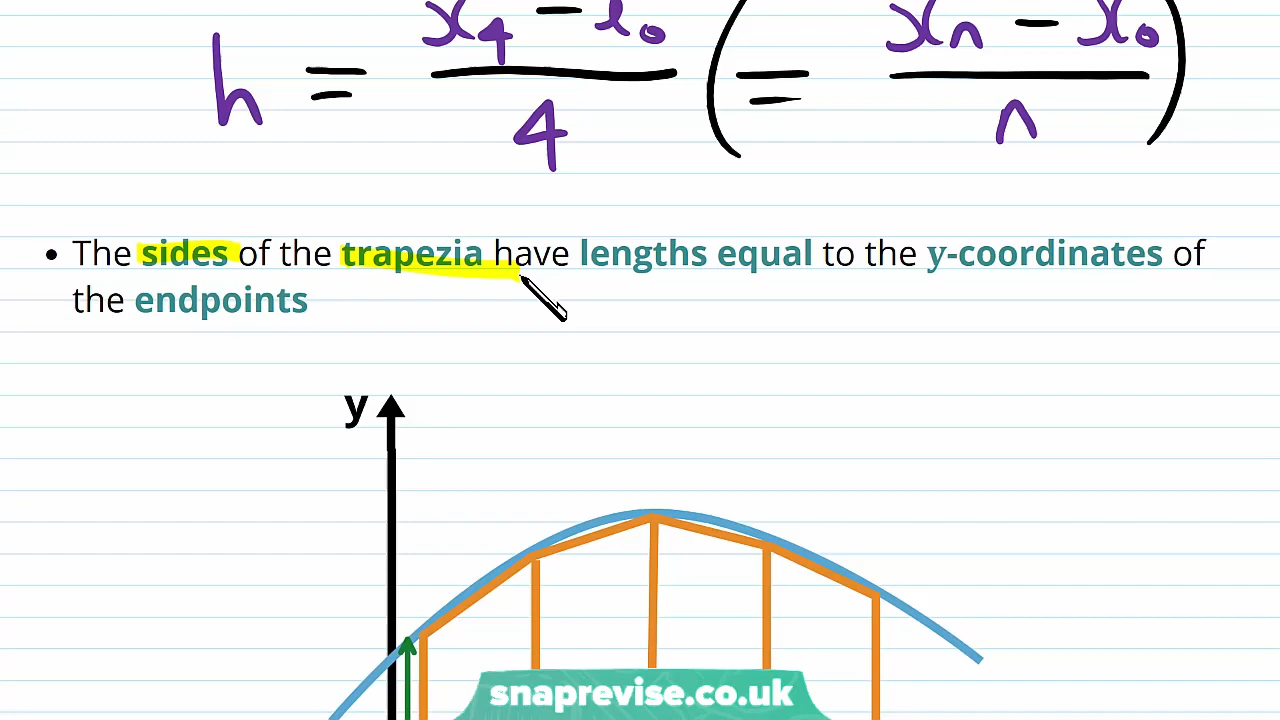 x₄ − x₀
h = ( = xₙ − x₀ )
4 n
• The sides of the trapezia have lengths equal to the y-coordinates of
the endpoints
y
snaprevise.co.uk